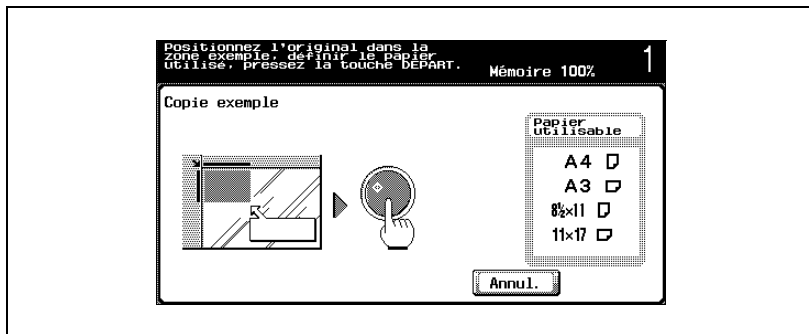 Positionnez l'original dans la
zone exemple, définir le papier
utilisé, pressez la touche DEPART.
Mémoire 100%
1
Copie exemple
Papier
utilisable
A4
A3
8½×11
11×17
Annul.